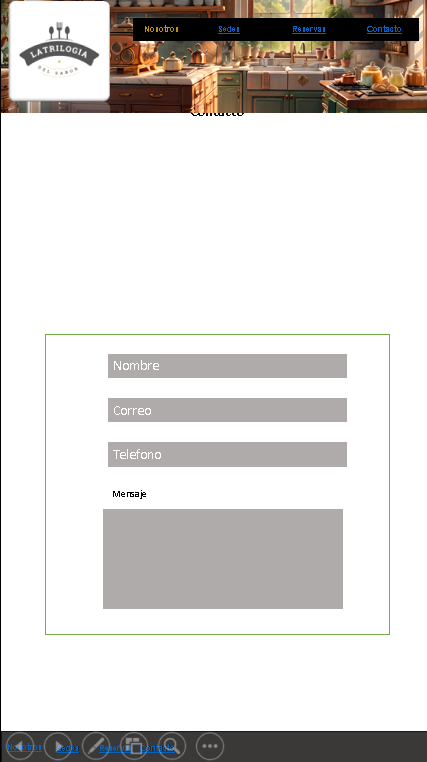 Nosotros Sedes Reservas Contacto
LATRILOGIA
DEL SABOR
Contacto
Nombre
Correo
Telefono
Mensaje
Nosotros Sedes Reservas Contacto